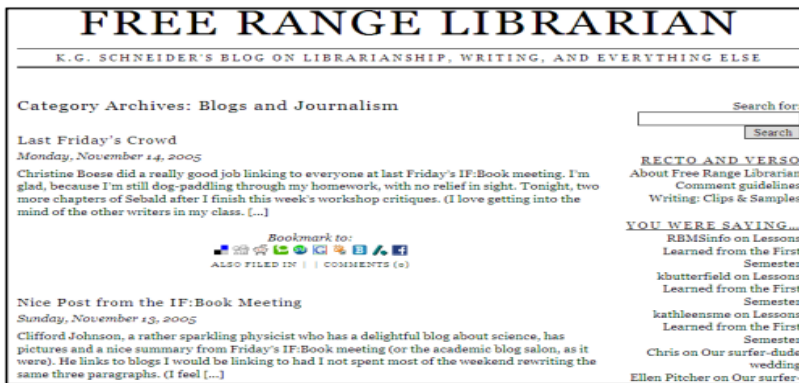 FREE RANGE LIBRARIAN
K.G. SCHNEIDER'S BLOG ON LIBRARIANSHIP, WRITING, AND EVERYTHING ELSE
Category Archives: Blogs and Journalism
Last Friday's Crowd
Monday, November 14, 2005
Christine Boese did a really good job linking to everyone at last Friday's IF:Book meeting. I'm
glad, because I'm still dog-paddling through my homework, with no relief in sight. Tonight, two
more chapters of Sebald after I finish this week's workshop critiques. (I love getting into the
mind of the other writers in my class. [...]
Bookmark to:
ALSO FILED IN | | COMMENTS (0)
Nice Post from the IF:Book Meeting
Sunday, November 13, 2005
Clifford Johnson, a rather sparkling physicist who has a delightful blog about science, has
pictures and a nice summary from Friday's IF:Book meeting (or the academic blog salon, as it
were). He links to blogs I would be linking to had I not spent most of the weekend rewriting the
same three paragraphs. (I feel [...]
Search for:
Search
RECTO AND VERSO
About Free Range Librarian
Comment guidelines
Writing: Clips & Samples
YOU WERE SAYING...
RBMSinfo on Lessons
Learned from the First
Semester
kbutterfield on Lessons
Learned from the First
Semester
kathleensme on Lessons
Learned from the First
Semester
Chris on Our surfer-dude
wedding
Ellen Pitcher on Our surfer-